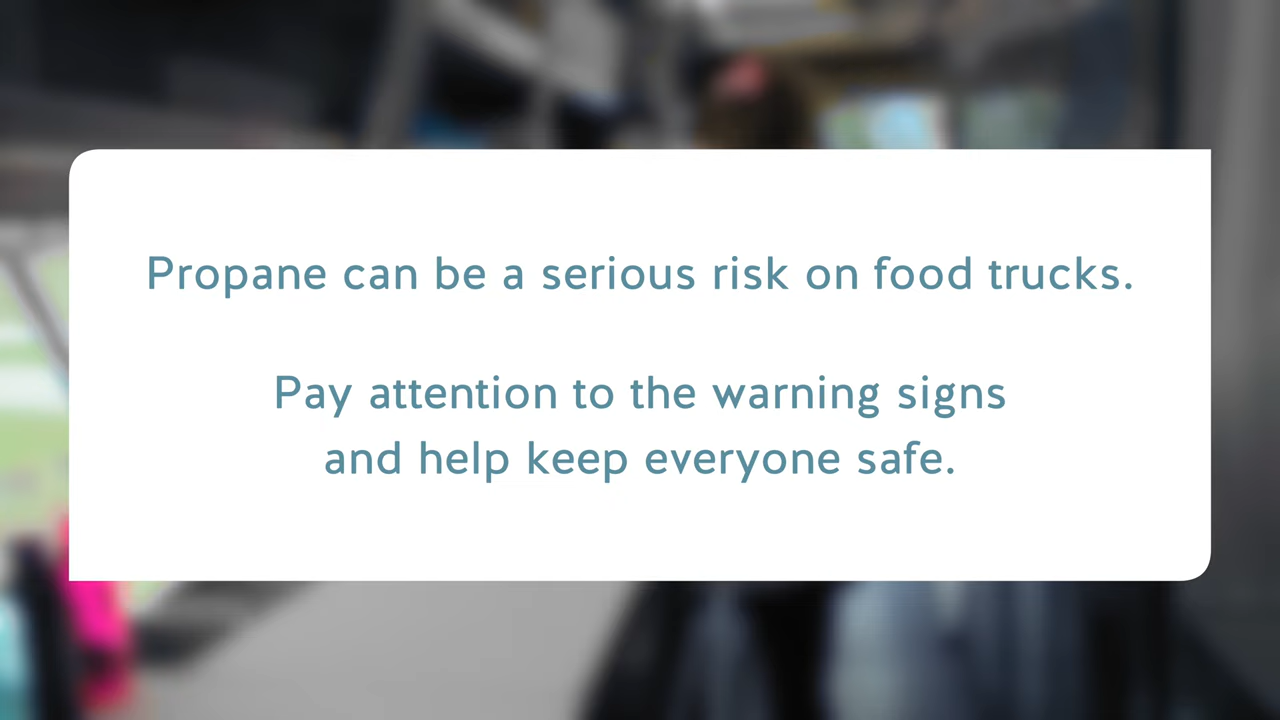 Propane can be a serious risk on food trucks.
Pay attention to the warning signs
and help keep everyone safe.